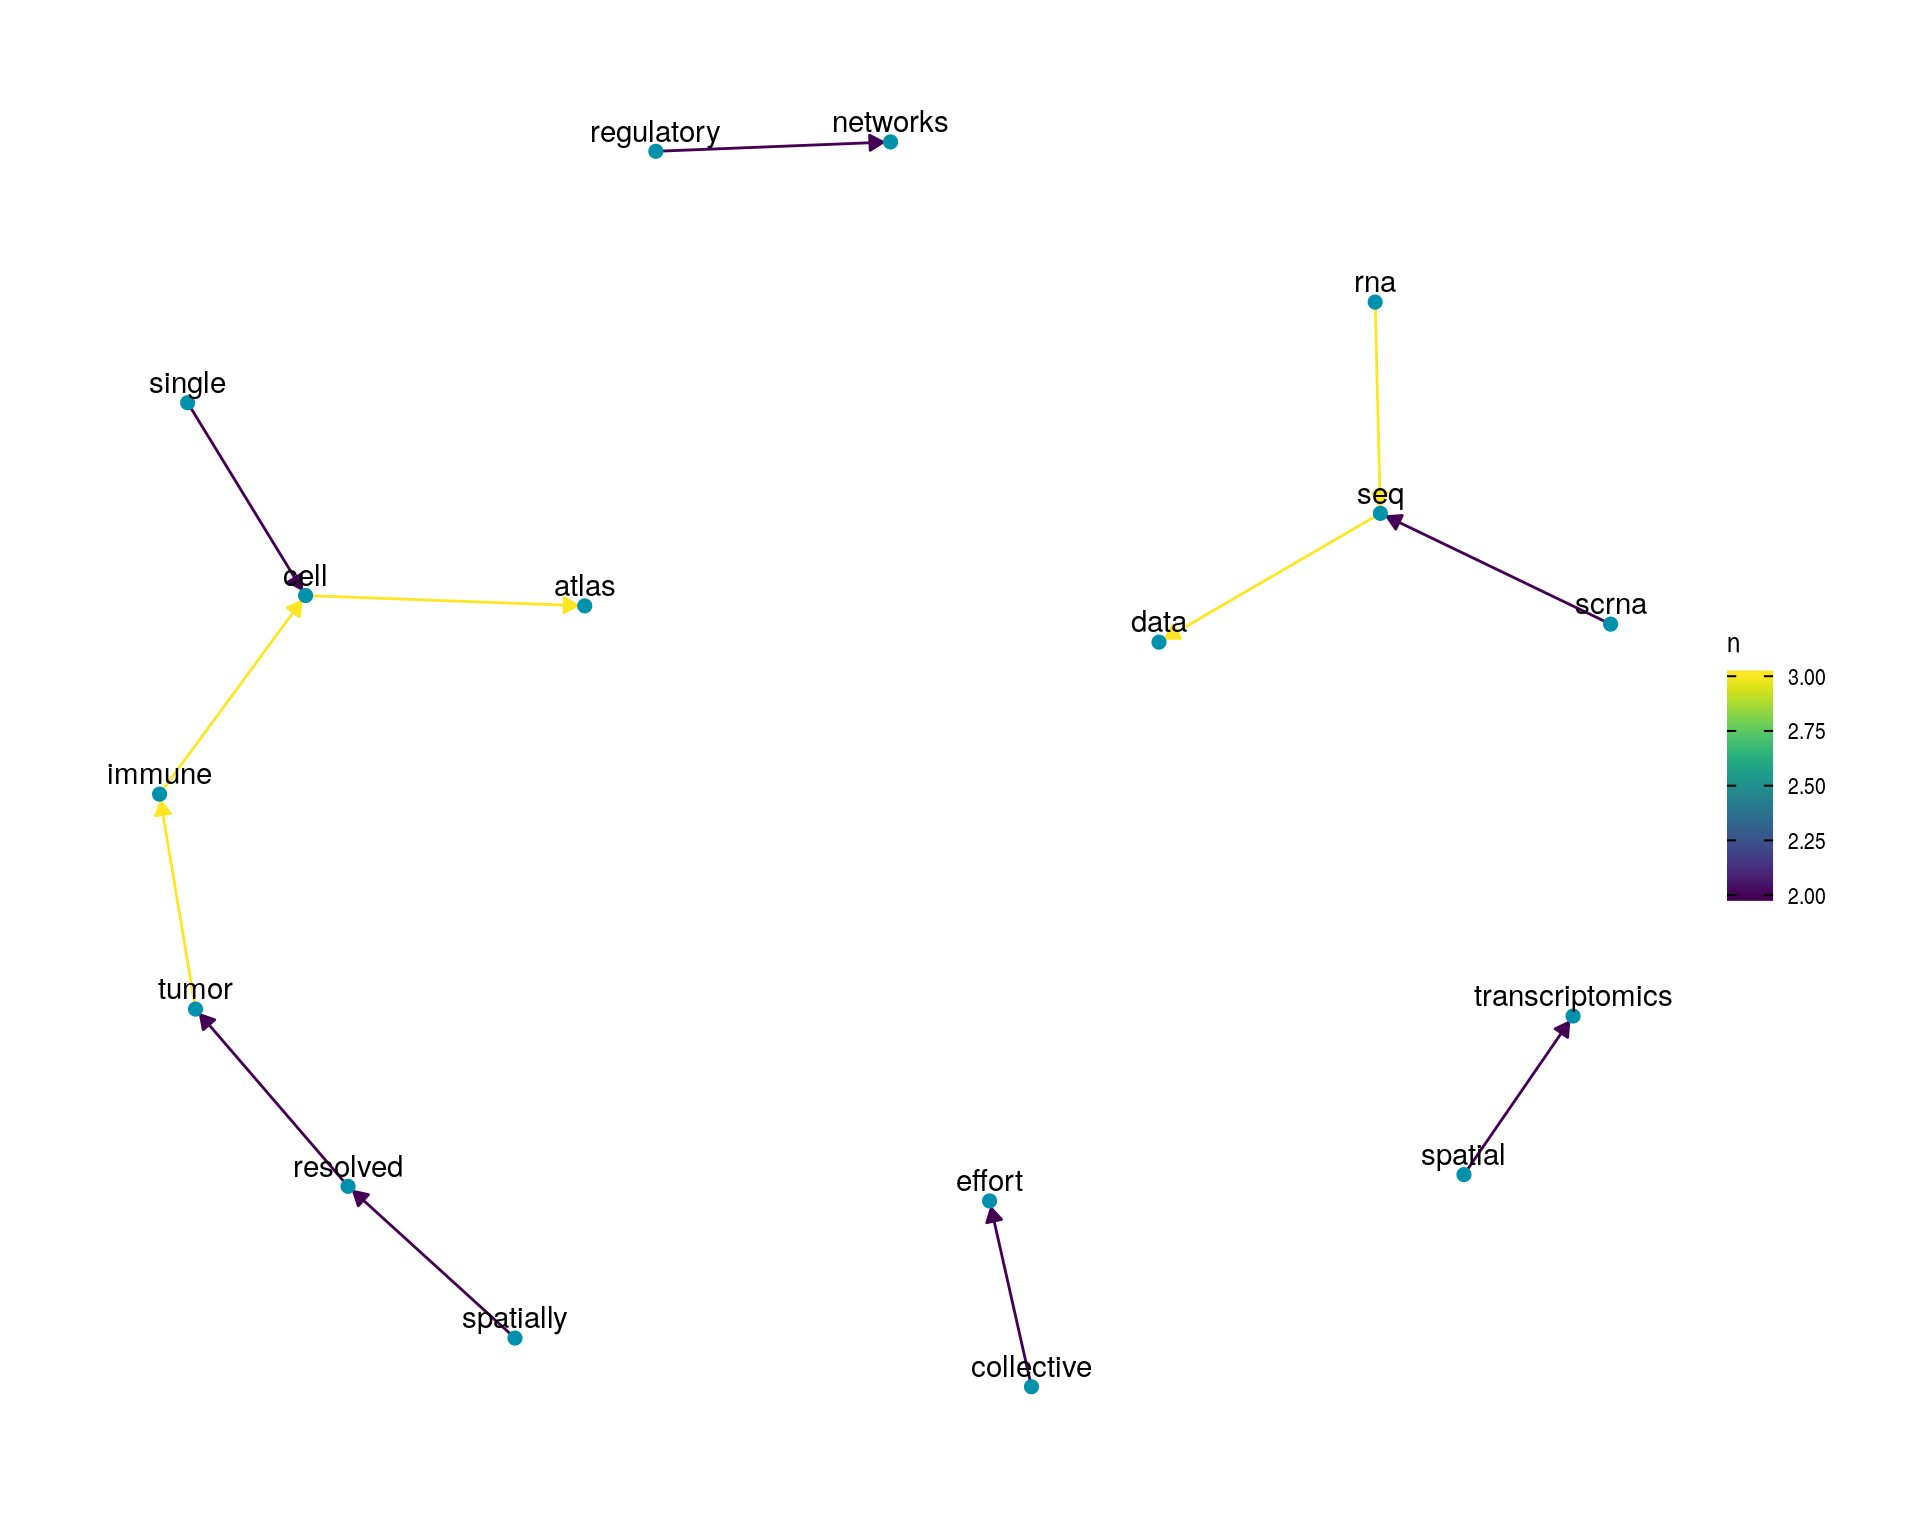 networks
regulatory
rna
single
seq
cell
atlas
scrna
data
n
3.00
2.75
2.50
2.25
2.00
immune
tumor
transcriptomics
spatial
resolved
effort
spatially
collective